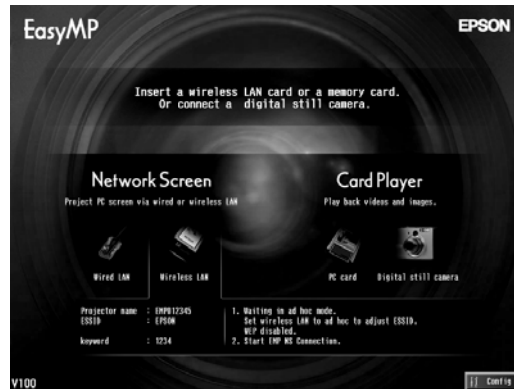 EasyMP
EPSON
Insert a wireless LAN card or a memory card.
Or connect a digital still camera.
Network Screen
Project PC screen via wired or wireless LAN
Card Player
Play back videos and images.
Wired LAN
Wireless LAN
PC card
Digital still camera
Projector name : EMP812345
ESSID : EPSON
keyword : 1234
1. Waiting in ad hoc mode.
Set wireless LAN to ad hoc to adjust ESSID.
WEP disabled.
2. Start EMP NS Connection.
V100
Config